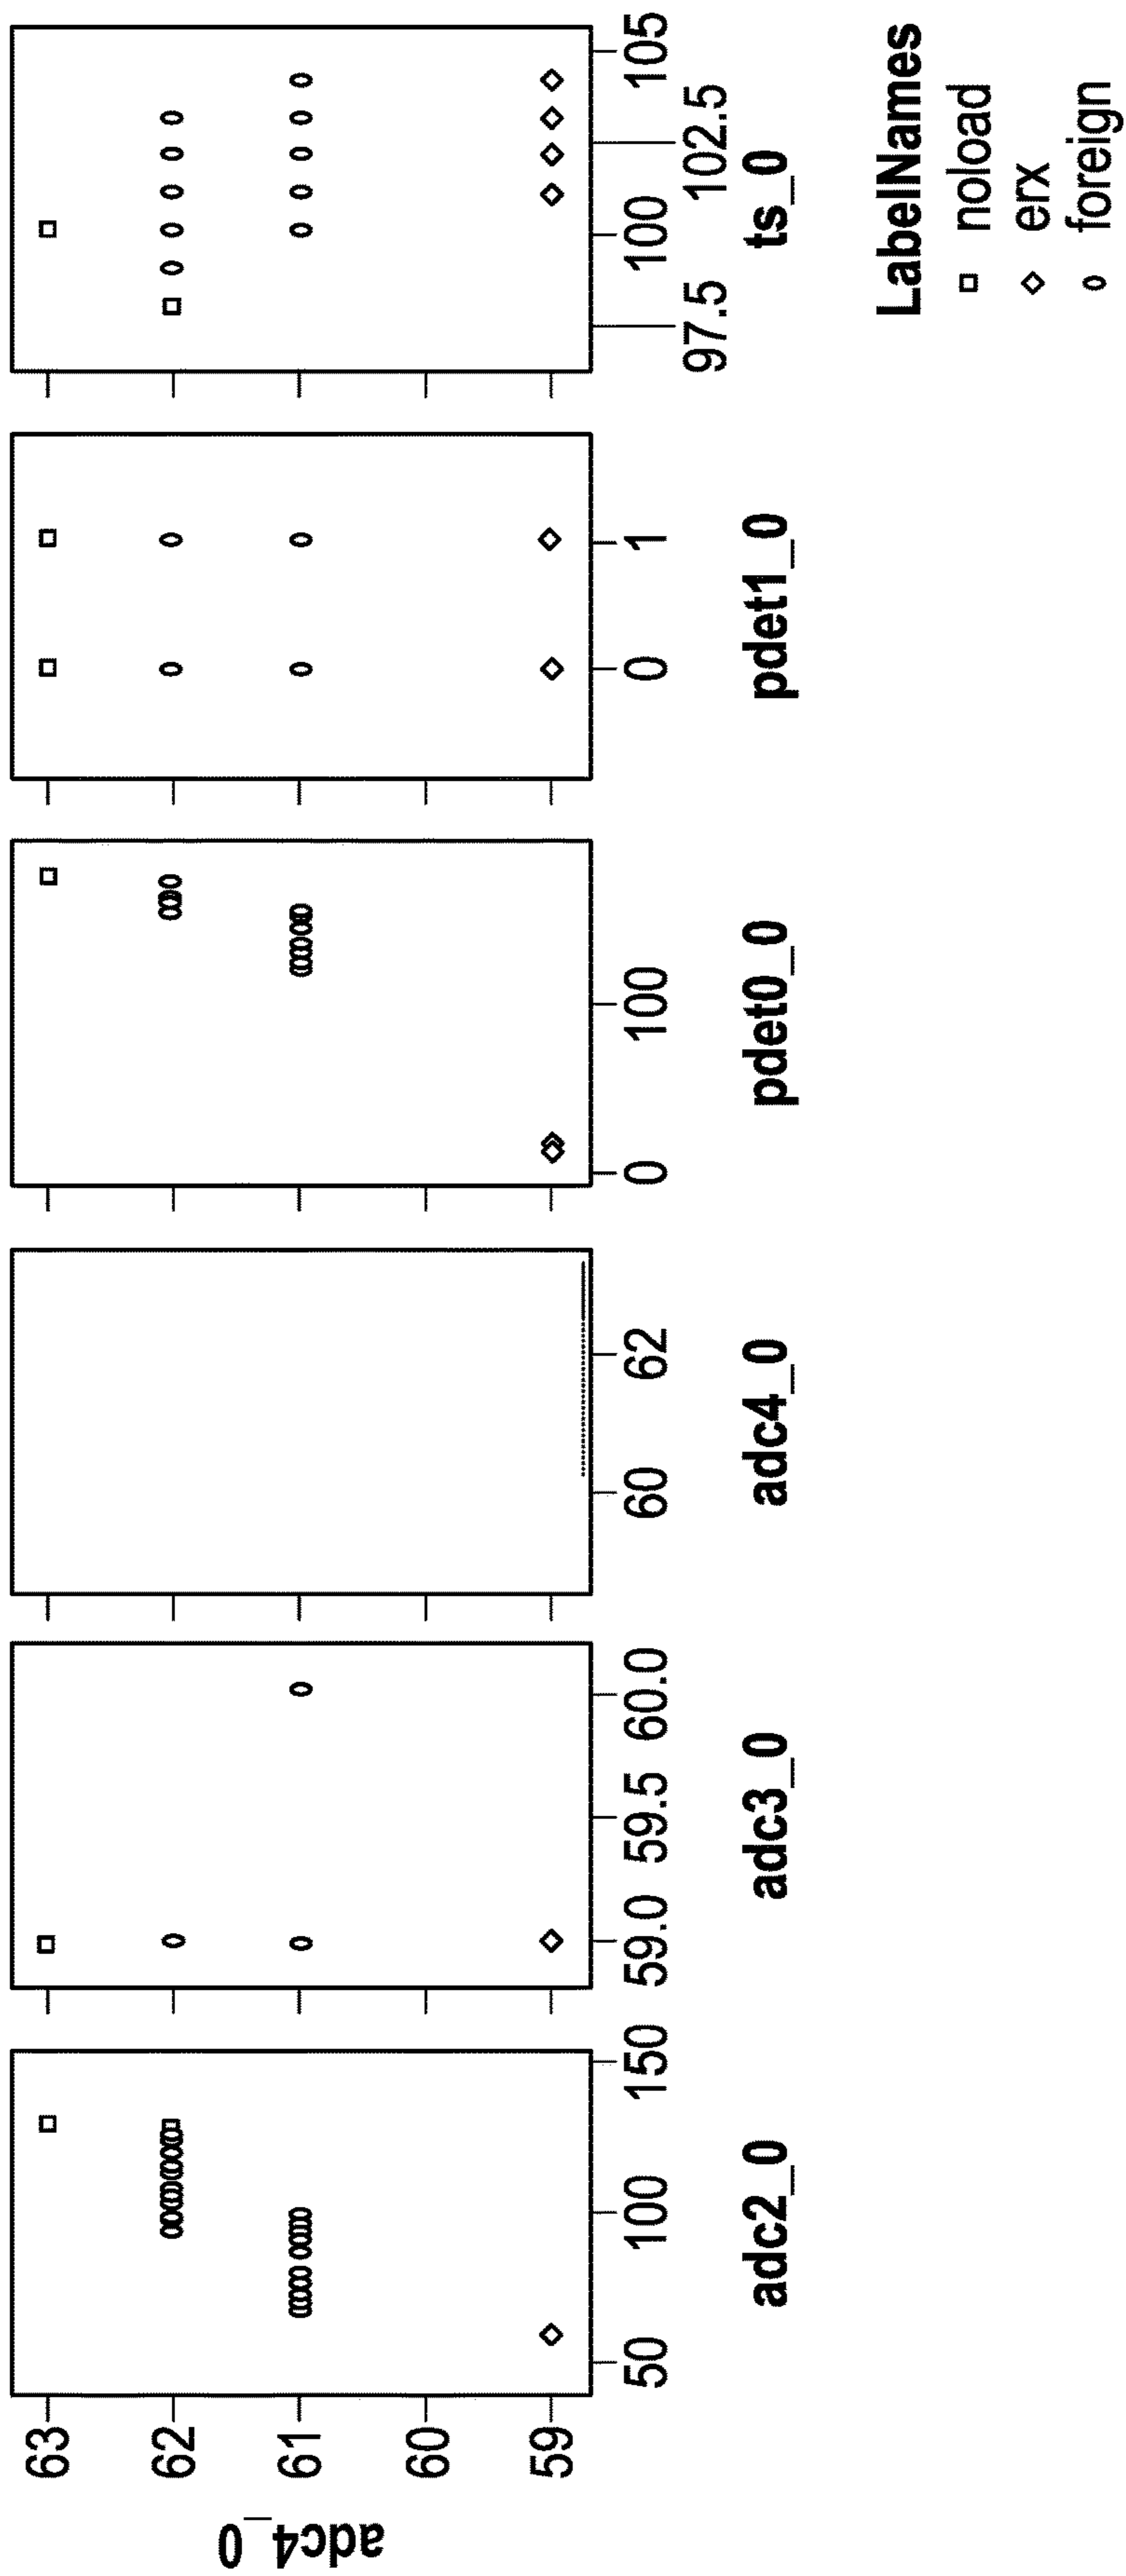 adc4_0
63
62
61
60
59
50 100 150
adc2_0
59.0 59.5 60.0
adc3_0
60 62
adc4_0
0 100
pdet0_0
0 1
pdet1_0
97.5 100 102.5 105
ts_0
LabelNames
noload
erx
foreign